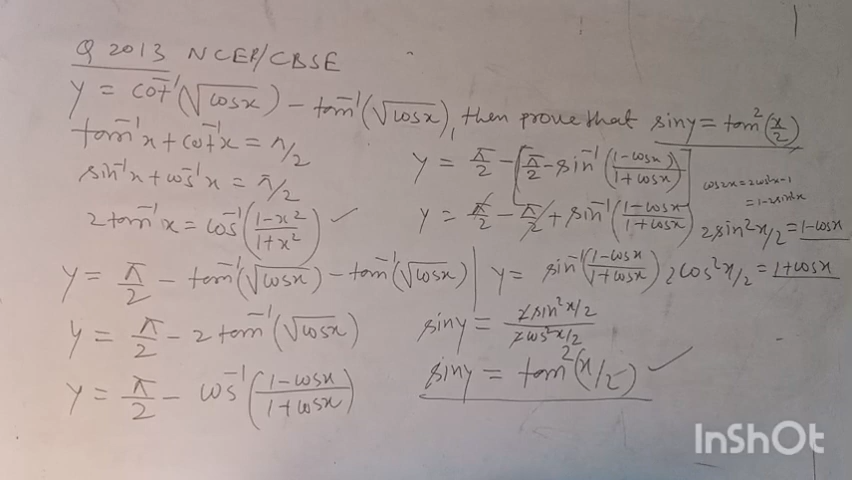 Q 2013 NCER/CBSE
y = cot⁻¹(√cosx) – tan⁻¹(√cosx), then prove that siny = tan²(x/2)
tan⁻¹x + cot⁻¹x = π/2
sin⁻¹x + cos⁻¹x = π/2
2tan⁻¹x = cos⁻¹((1-x²)/(1+x²)) ✓
y = π/2 – tan⁻¹(√cosx) – tan⁻¹(√cosx)
y = π/2 – 2tan⁻¹(√cosx)
y = π/2 – cos⁻¹((1-cosx)/(1+cosx))
y = π/2 – [π/2 – sin⁻¹((1-cosx)/(1+cosx))]
y = π/2 – π/2 + sin⁻¹((1-cosx)/(1+cosx))
y = sin⁻¹((1-cosx)/(1+cosx))
siny = 2sin²x/2 / 2cos²x/2
siny = tan²(x/2) ✓
cos2x = 2cos²x-1
= 1-2sin²x
2sin²x/2 = 1-cosx
2cos²x/2 = 1+cosx
InShOt